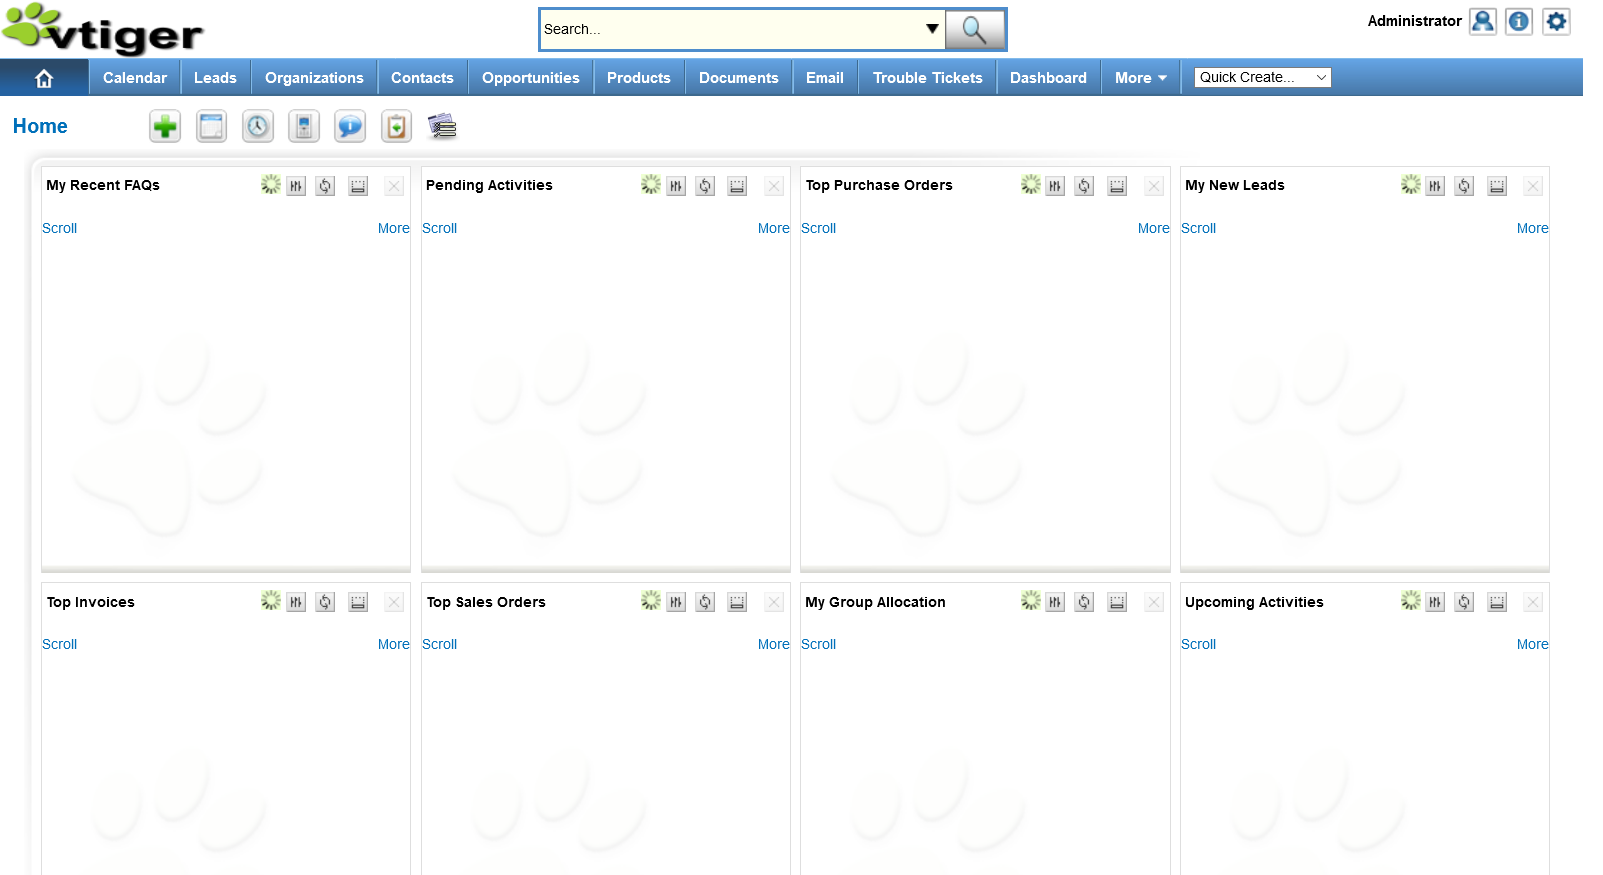 vtiger
Search...
Administrator
Calendar Leads Organizations Contacts Opportunities Products Documents Email Trouble Tickets Dashboard More Quick Create...
Home
My Recent FAQs Pending Activities Top Purchase Orders My New Leads
Scroll More Scroll More Scroll More Scroll More
Top Invoices Top Sales Orders My Group Allocation Upcoming Activities
Scroll More Scroll More Scroll Scroll More